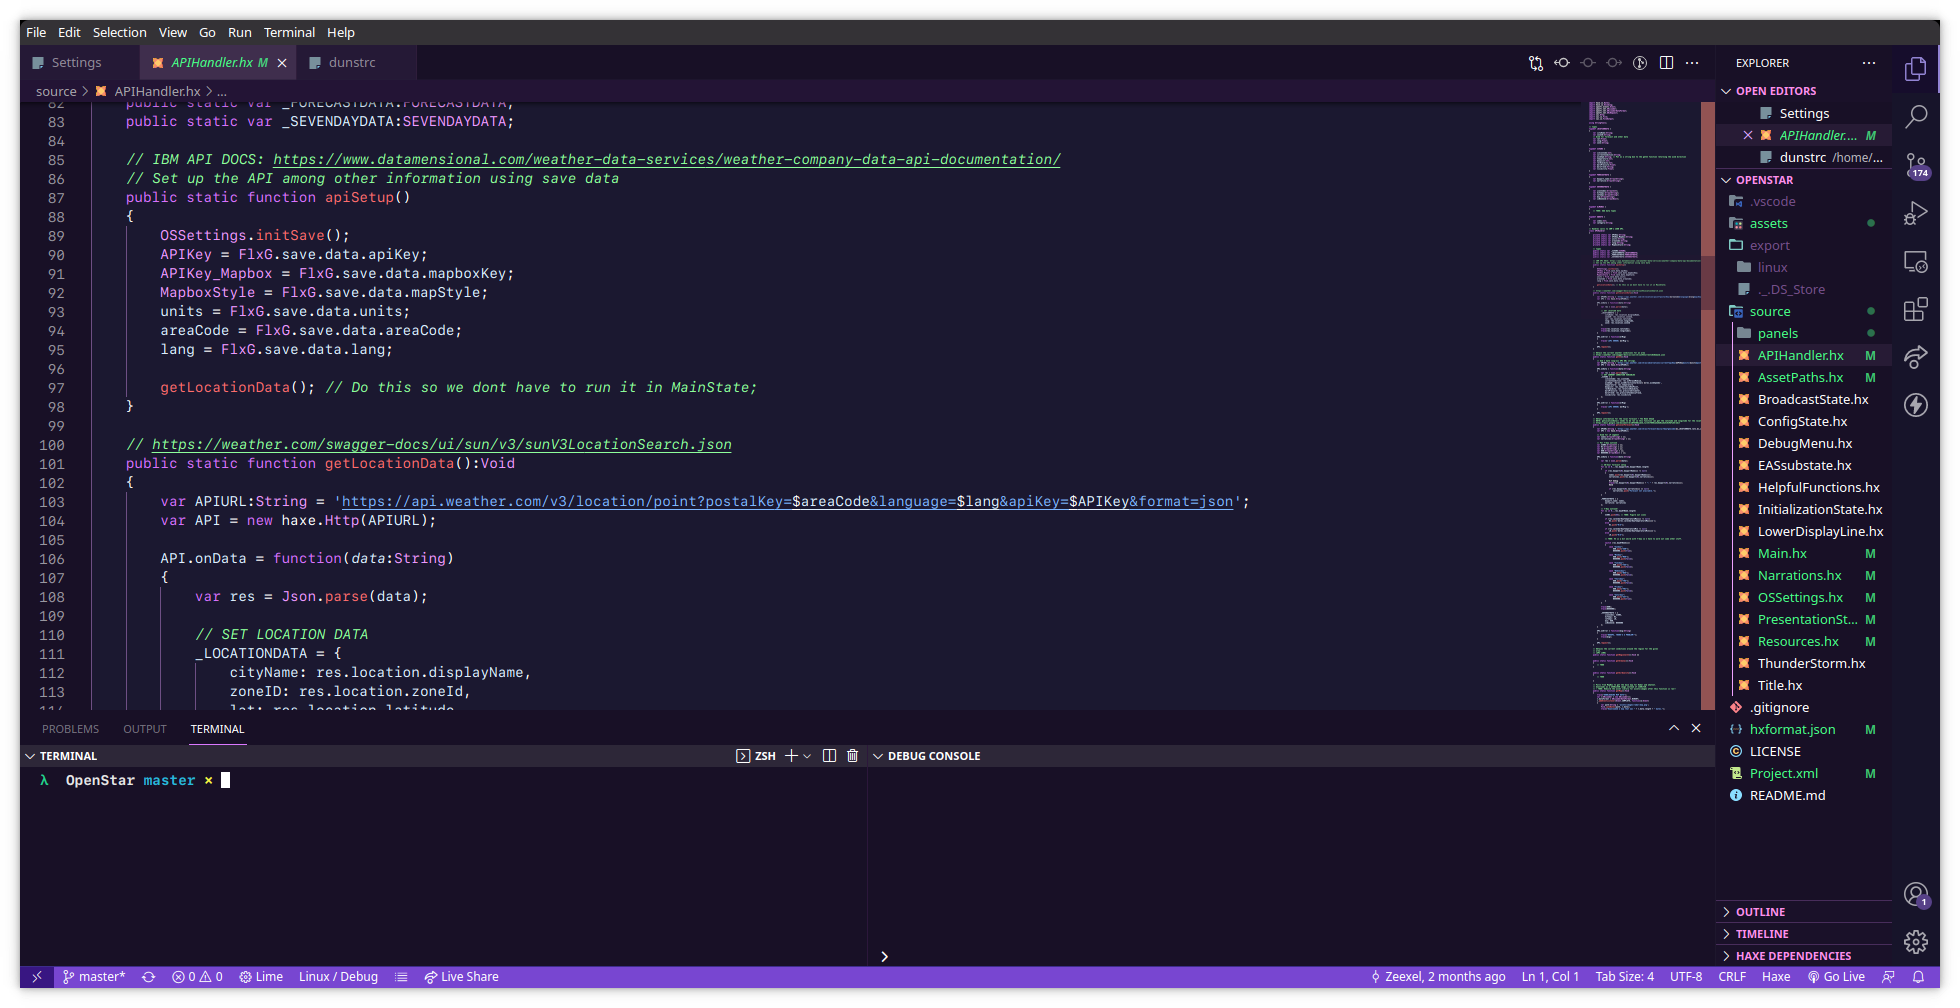 File Edit Selection View Go Run Terminal Help
Settings
APIHandler.hx M
dunstrc
source > APIHandler.hx > ...
82 public static var _FORECASTDATA:FORECASTDATA;
83 public static var _SEVENDAYDATA:SEVENDAYDATA;
84
85 // IBM API DOCS: https://www.datamensional.com/weather-data-services/weather-company-data-api-documentation/
86 // Set up the API among other information using save data
87 public static function apiSetup()
88 {
89 OSSettings.initSave();
90 APIKey = FlxG.save.data.apiKey;
91 APIKey_Mapbox = FlxG.save.data.mapboxKey;
92 MapboxStyle = FlxG.save.data.mapStyle;
93 units = FlxG.save.data.units;
94 areaCode = FlxG.save.data.areaCode;
95 lang = FlxG.save.data.lang;
96
97 getLocationData(); // Do this so we dont have to run it in MainState;
98 }
99
100 // https://weather.com/swagger-docs/ui/sun/v3/sunV3LocationSearch.json
101 public static function getLocationData():Void
102 {
103 var APIURL:String = 'https://api.weather.com/v3/location/point?postalKey=$areaCode&language=$lang&apiKey=$APIKey&format=json';
104 var API = new haxe.Http(APIURL);
105
106 API.onData = function(data:String)
107 {
108 var res = Json.parse(data);
109
110 // SET LOCATION DATA
111 _LOCATIONDATA = {
112 cityName: res.location.displayName,
113 zoneID: res.location.zoneId,
114 lat: res.location.latitude
PROBLEMS OUTPUT TERMINAL
TERMINAL
ZSH
DEBUG CONSOLE
λ OpenStar master ×
EXPLORER
OPEN EDITORS
Settings
APIHandler.... M
dunstrc /home/...
OPENSTAR
.vscode
assets
export
linux
._.DS_Store
source
panels
APIHandler.hx M
AssetPaths.hx M
BroadcastState.hx
ConfigState.hx
DebugMenu.hx
EASsubstate.hx
HelpfulFunctions.hx
InitializationState.hx
LowerDisplayLine.hx
Main.hx M
Narrations.hx M
OSSettings.hx M
PresentationSt... M
Resources.hx M
ThunderStorm.hx
Title.hx
.gitignore
hxformat.json M
LICENSE
Project.xml M
README.md
OUTLINE
TIMELINE
HAXE DEPENDENCIES
174
1
master* 0 0 Lime Linux / Debug Live Share
Zeexel, 2 months ago Ln 1, Col 1 Tab Size: 4 UTF-8 CRLF Haxe Go Live